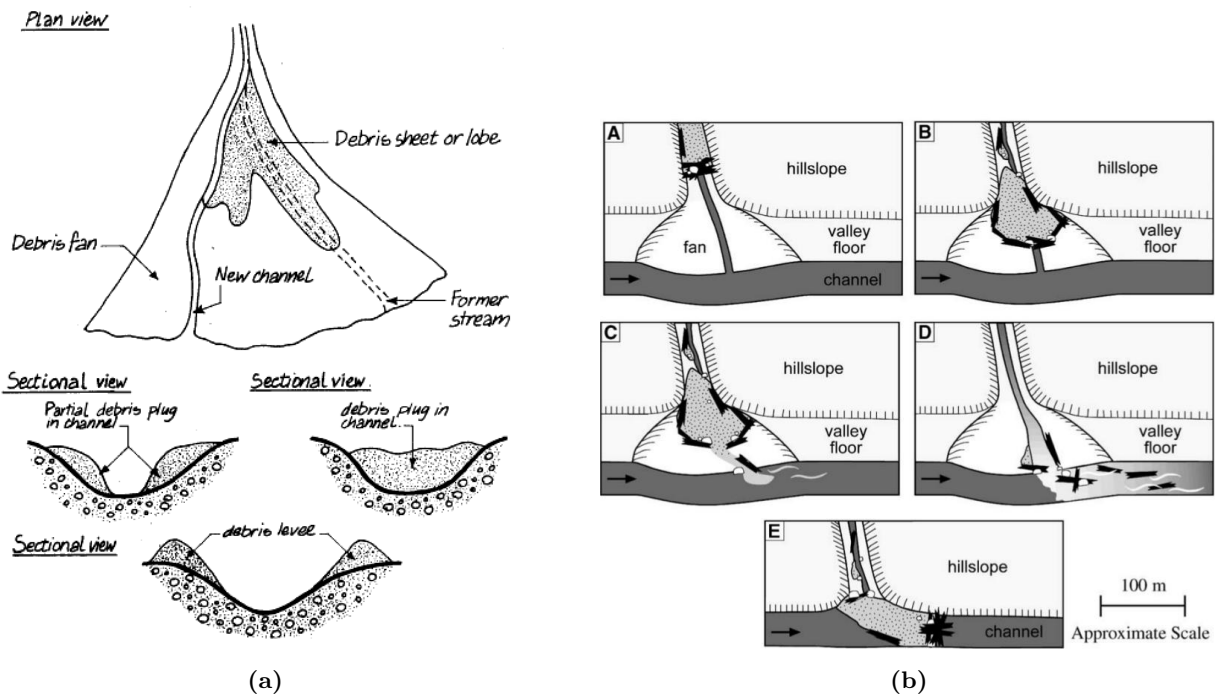 Plan view
Debris sheet or lobe
Debris fan
New channel
Former
stream
Sectional view
Partial debris plug
in channel
Sectional view
debris plug in
channel
Sectional view
debris levee
(a)
A
hillslope
fan
valley
floor
channel
B
hillslope
valley
floor
C
hillslope
valley
floor
D
hillslope
valley
floor
E
hillslope
channel
100 m
Approximate Scale
(b)